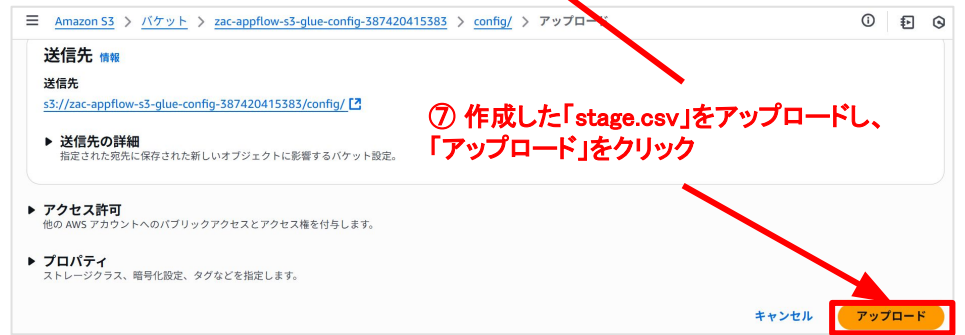 Amazon S3 > バケット > zac-appflow-s3-glue-config-387420415383 > config/ > アップロード
送信先 情報
送信先
s3://zac-appflow-s3-glue-config-387420415383/config/
▶ 送信先の詳細
指定された宛先に保存された新しいオブジェクトに影響するバケット設定。
⑦ 作成した「stage.csv」をアップロードし、
「アップロード」をクリック
▶ アクセス許可
他の AWS アカウントへのパブリックアクセスとアクセス権を付与します。
▶ プロパティ
ストレージクラス、暗号化設定、タグなどを指定します。
キャンセル アップロード